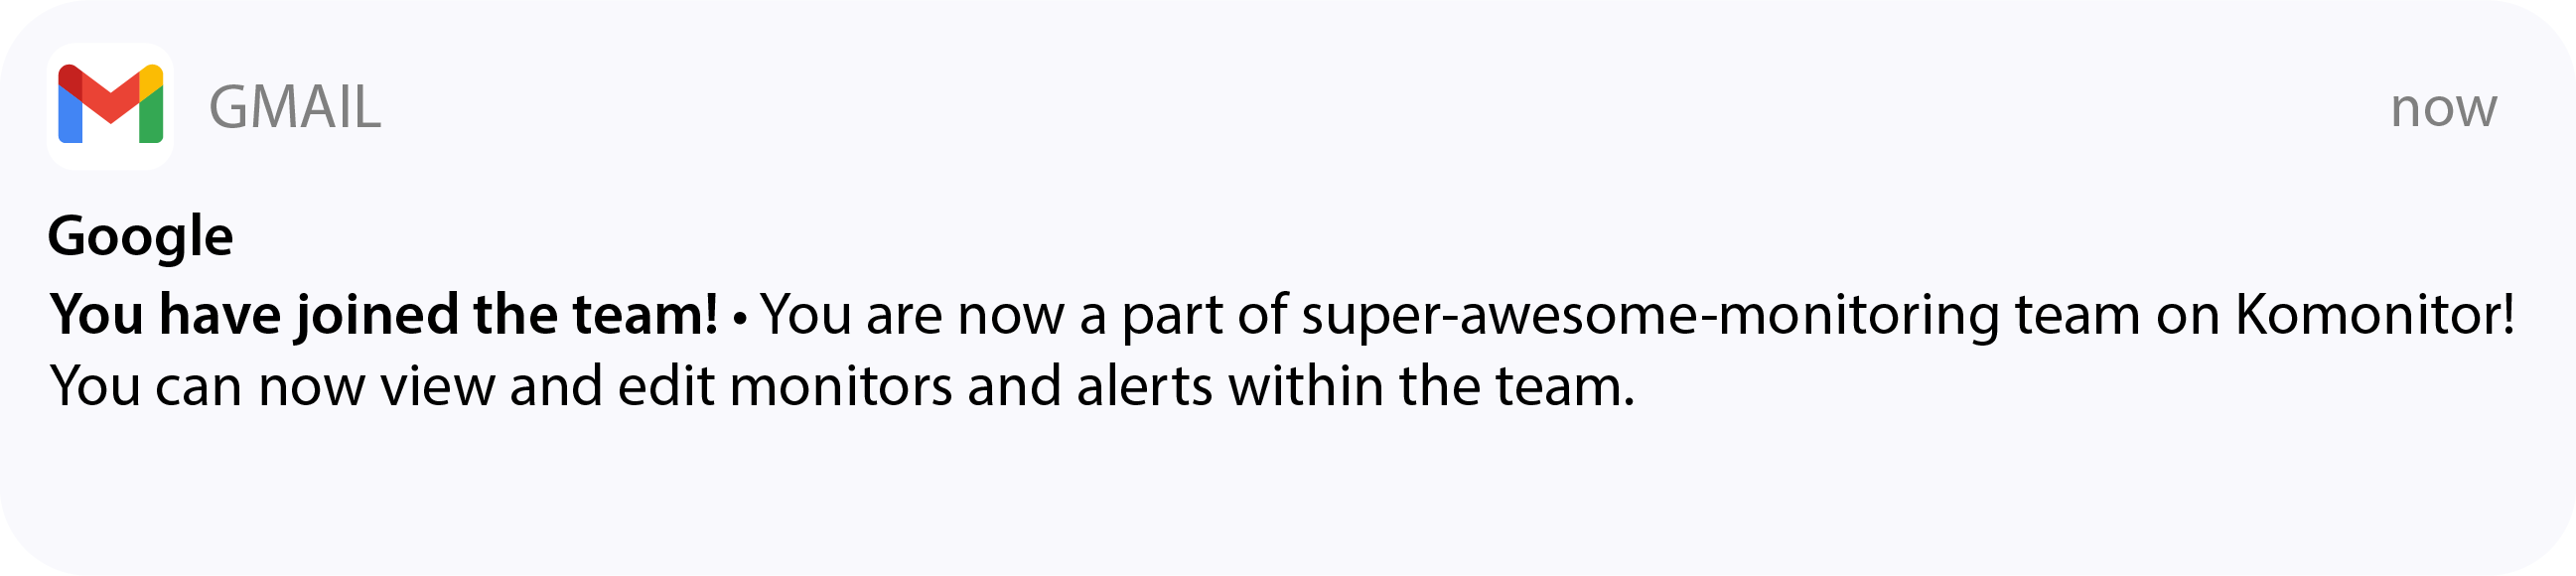 GMAIL
now
Google
You have joined the team! • You are now a part of super-awesome-monitoring team on Komonitor!
You can now view and edit monitors and alerts within the team.